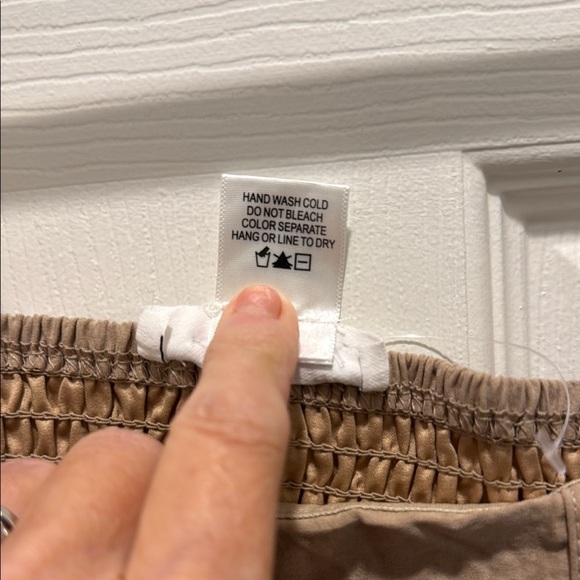 HAND WASH COLD
DO NOT BLEACH
COLOR SEPARATE
HANG OR LINE TO DRY